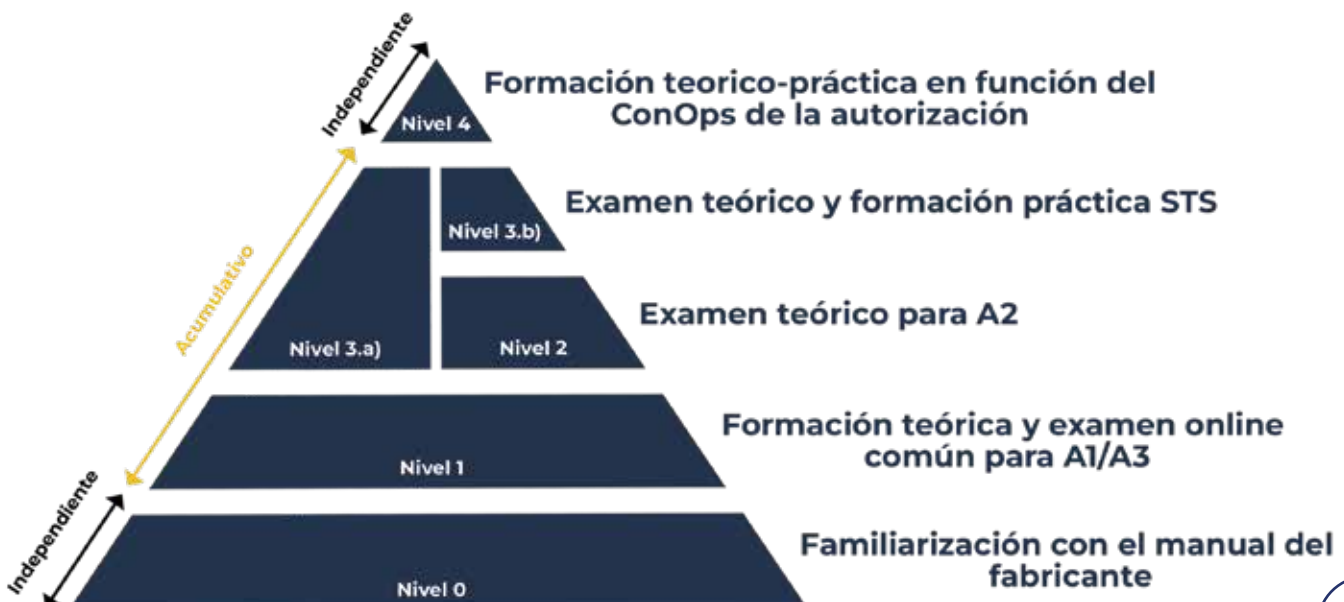 Independiente
Formación teorico-práctica en función del
ConOps de la autorización
Nivel 4
Acumulativo
Examen teórico y formación práctica STS
Nivel 3.b)
Examen teórico para A2
Nivel 3.a)
Nivel 2
Formación teórica y examen online
común para A1/A3
Nivel 1
Independiente
Familiarización con el manual del
fabricante
Nivel 0